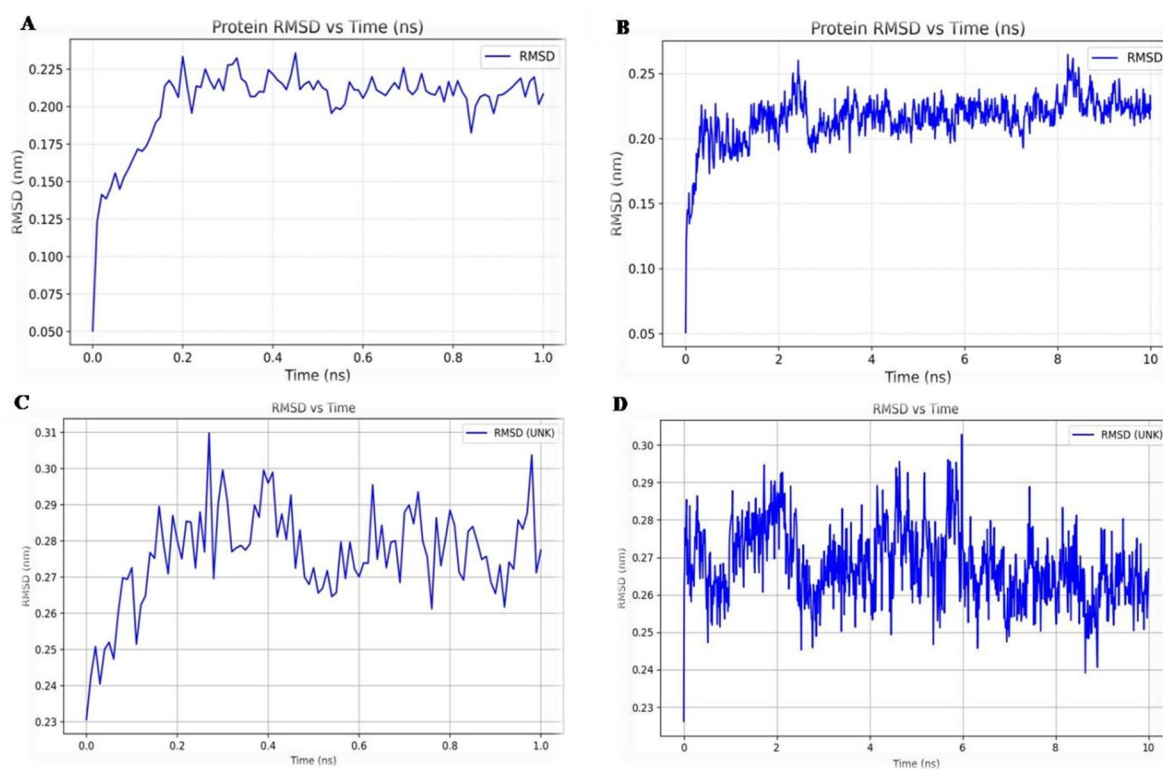 A
Protein RMSD vs Time (ns)
RMSD
0.225
0.200
0.175
0.150
0.125
0.100
0.075
0.050
RMSD (nm)
0.0 0.2 0.4 0.6 0.8 1.0
Time (ns)
B
Protein RMSD vs Time (ns)
RMSD
0.25
0.20
0.15
0.10
0.05
RMSD (nm)
0 2 4 6 8 10
Time (ns)
C
RMSD vs Time
RMSD (UNK)
0.31
0.30
0.29
0.28
0.27
0.26
0.25
0.24
0.23
RMSD (nm)
0.0 0.2 0.4 0.6 0.8 1.0
Time (ns)
D
RMSD vs Time
RMSD (UNK)
0.30
0.29
0.28
0.27
0.26
0.25
0.24
0.23
RMSD (nm)
0 2 4 6 8 10
Time (ns)